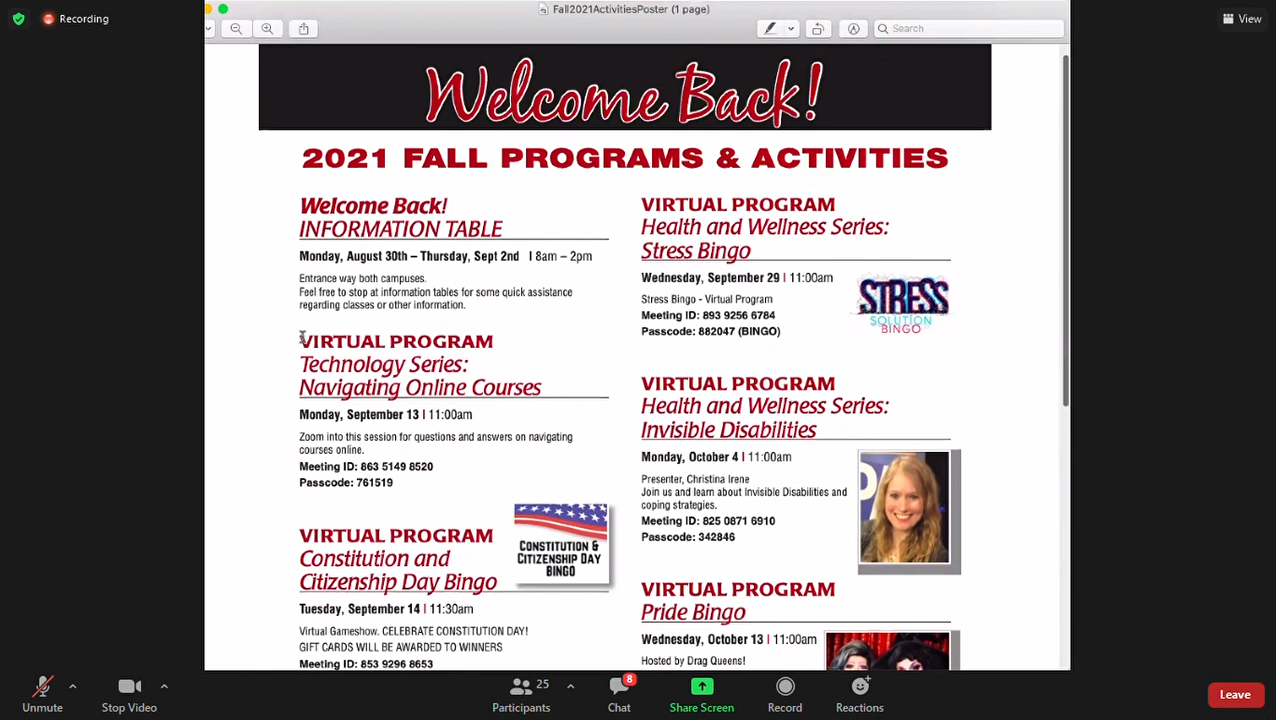 Recording
Fall2021ActivitiesPoster (1 page)
View
Search
Welcome Back!
2021 FALL PROGRAMS & ACTIVITIES
Welcome Back!
INFORMATION TABLE
Monday, August 30th – Thursday, Sept 2nd | 8am – 2pm
Entrance way both campuses.
Feel free to stop at information tables for some quick assistance
regarding classes or other information.
VIRTUAL PROGRAM
Technology Series:
Navigating Online Courses
Monday, September 13 | 11:00am
Zoom into this session for questions and answers on navigating
courses online.
Meeting ID: 863 5149 8520
Passcode: 761519
VIRTUAL PROGRAM
Constitution and
Citizenship Day Bingo
CONSTITUTION &
CITIZENSHIP DAY
BINGO
Tuesday, September 14 | 11:30am
Virtual Gameshow. CELEBRATE CONSTITUTION DAY!
GIFT CARDS WILL BE AWARDED TO WINNERS
Meeting ID: 853 9296 8653
VIRTUAL PROGRAM
Health and Wellness Series:
Stress Bingo
Wednesday, September 29 | 11:00am
Stress Bingo - Virtual Program
Meeting ID: 893 9256 6784
Passcode: 882047 (BINGO)
STRESS
SOLUTION
BINGO
VIRTUAL PROGRAM
Health and Wellness Series:
Invisible Disabilities
Monday, October 4 | 11:00am
Presenter, Christina Irene
Join us and learn about Invisible Disabilities and
coping strategies.
Meeting ID: 825 0871 6910
Passcode: 342846
VIRTUAL PROGRAM
Pride Bingo
Wednesday, October 13 | 11:00am
Hosted by Drag Queens!
Unmute
Stop Video
25
Participants
8
Chat
Share Screen
Record
Reactions
Leave